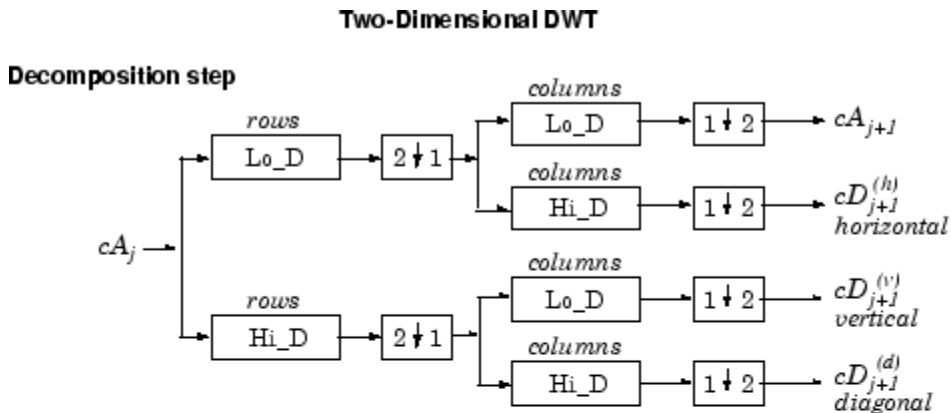 Two-Dimensional DWT
Decomposition step
columns
rows
Lo_D
1 ↓ 2
cA_{j+1}
Lo_D
2 ↓ 1
columns
Hi_D
1 ↓ 2
cD_{j+1}^{(h)}
horizontal
cA_j
columns
rows
Lo_D
1 ↓ 2
cD_{j+1}^{(v)}
vertical
Hi_D
2 ↓ 1
columns
Hi_D
1 ↓ 2
cD_{j+1}^{(d)}
diagonal